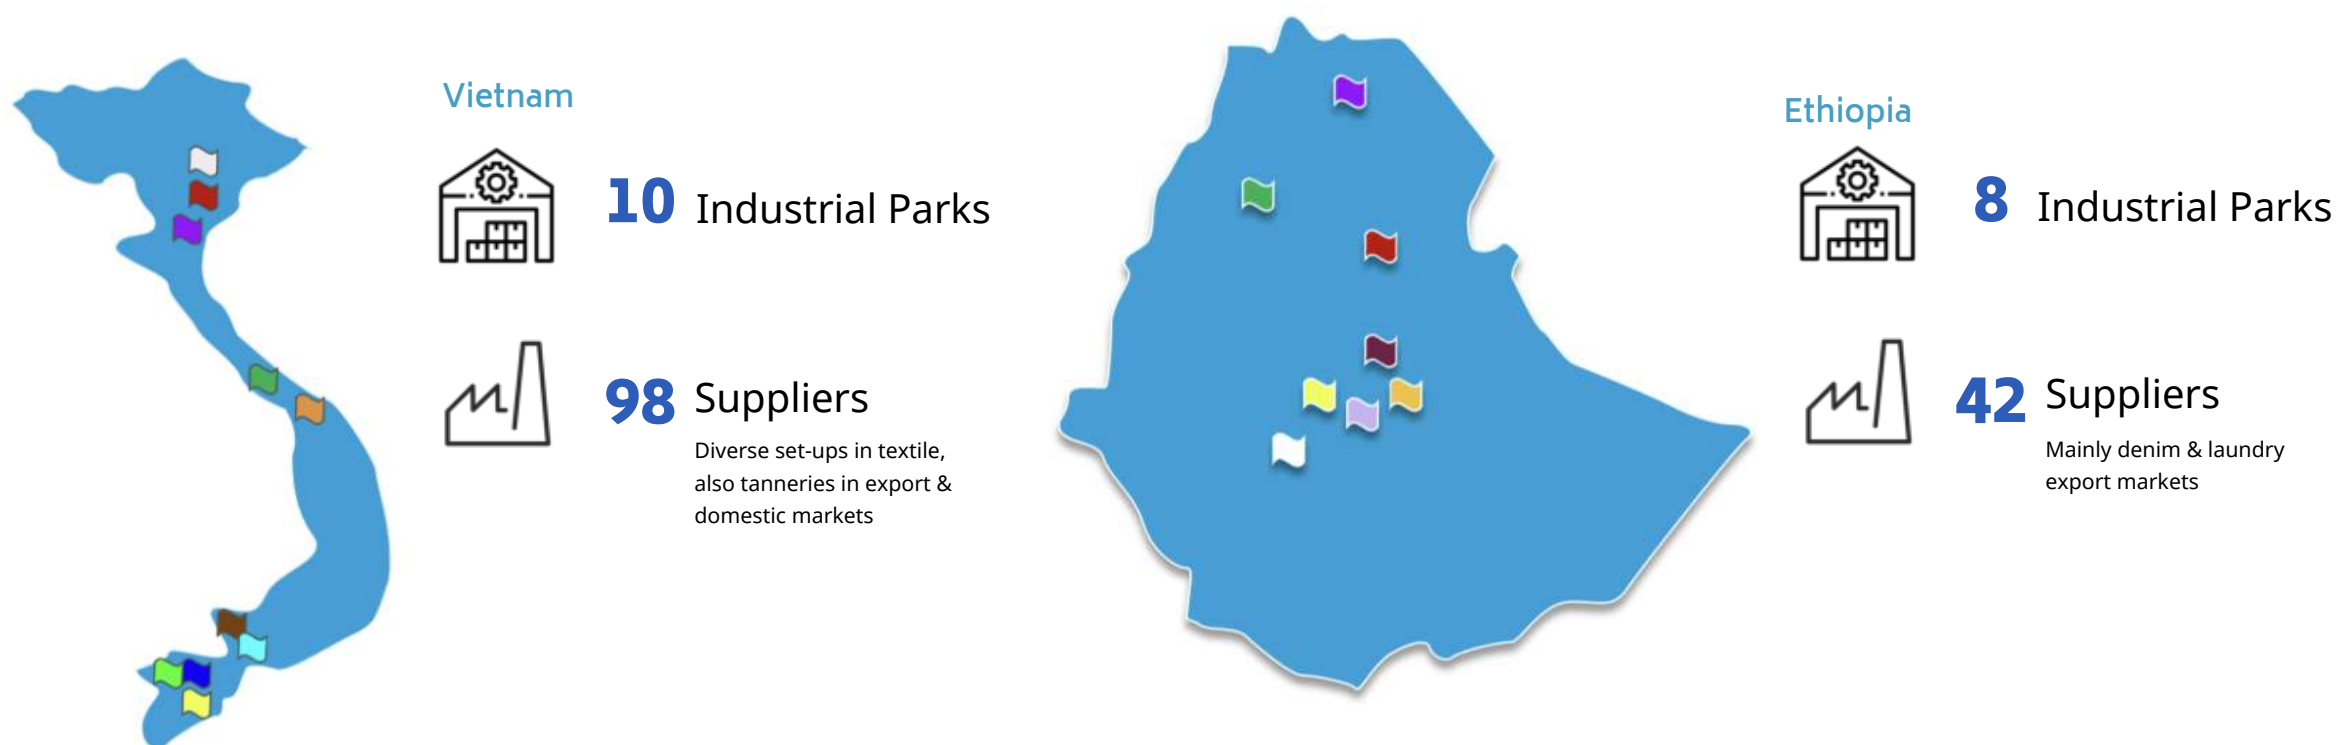 Vietnam
10 Industrial Parks
98 Suppliers
Diverse set-ups in textile,
also tanneries in export &
domestic markets
Ethiopia
8 Industrial Parks
42 Suppliers
Mainly denim & laundry
export markets